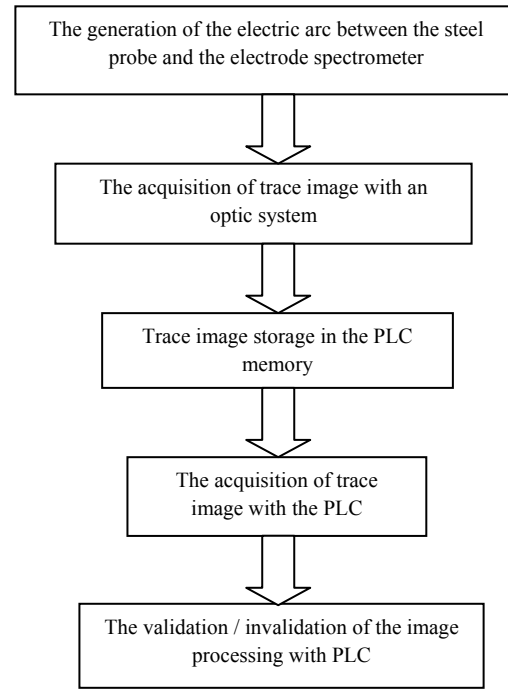 The generation of the electric arc between the steel
probe and the electrode spectrometer
The acquisition of trace image with an
optic system
Trace image storage in the PLC
memory
The acquisition of trace
image with the PLC
The validation / invalidation of the image
processing with PLC